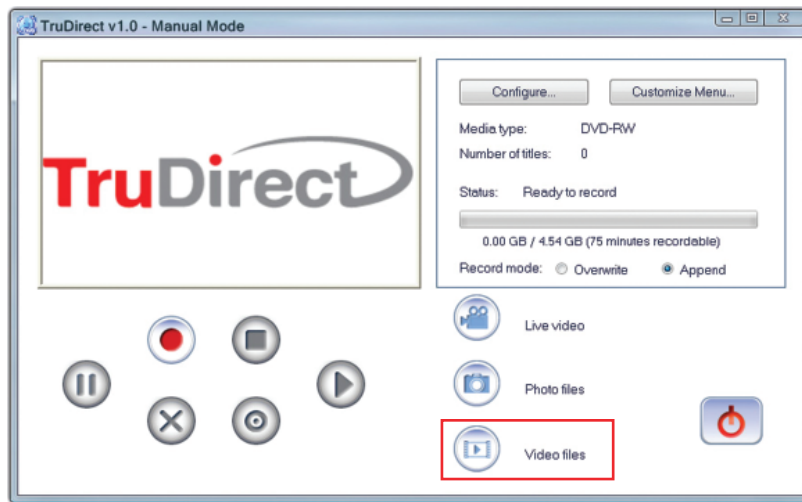 TruDirect v1.0 - Manual Mode
TruDirect
Configure...
Customize Menu...
Media type: DVD-RW
Number of titles: 0
Status: Ready to record
0.00 GB / 4.54 GB (75 minutes recordable)
Record mode: Overwrite Append
Live video
Photo files
Video files